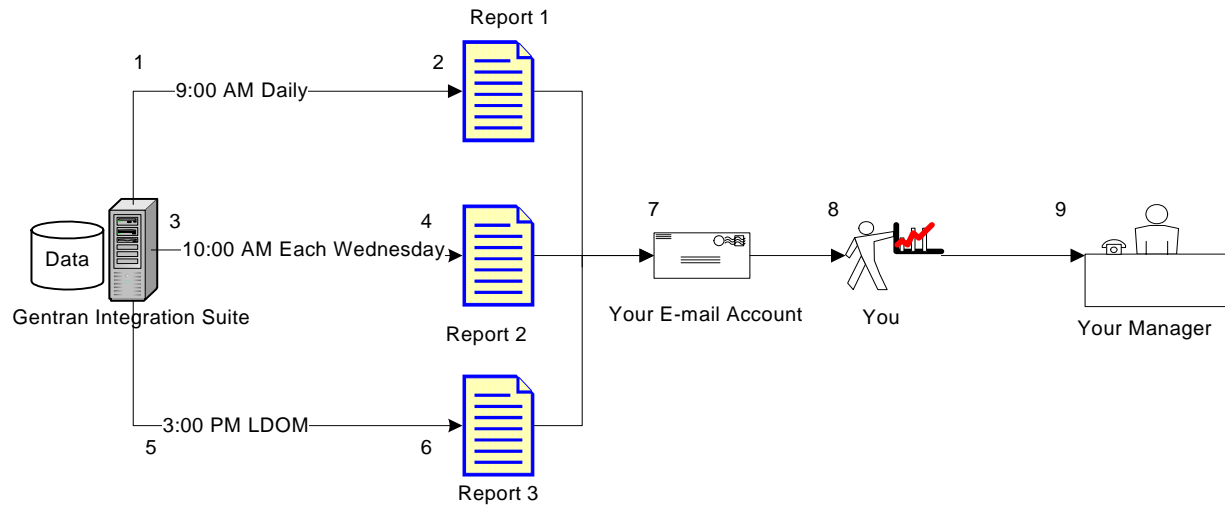 Report 1
1
2
9:00 AM Daily
3
4
7
8
9
10:00 AM Each Wednesday
Data
Gentran Integration Suite
Report 2
Your E-mail Account
You
Your Manager
3:00 PM LDOM
5
6
Report 3